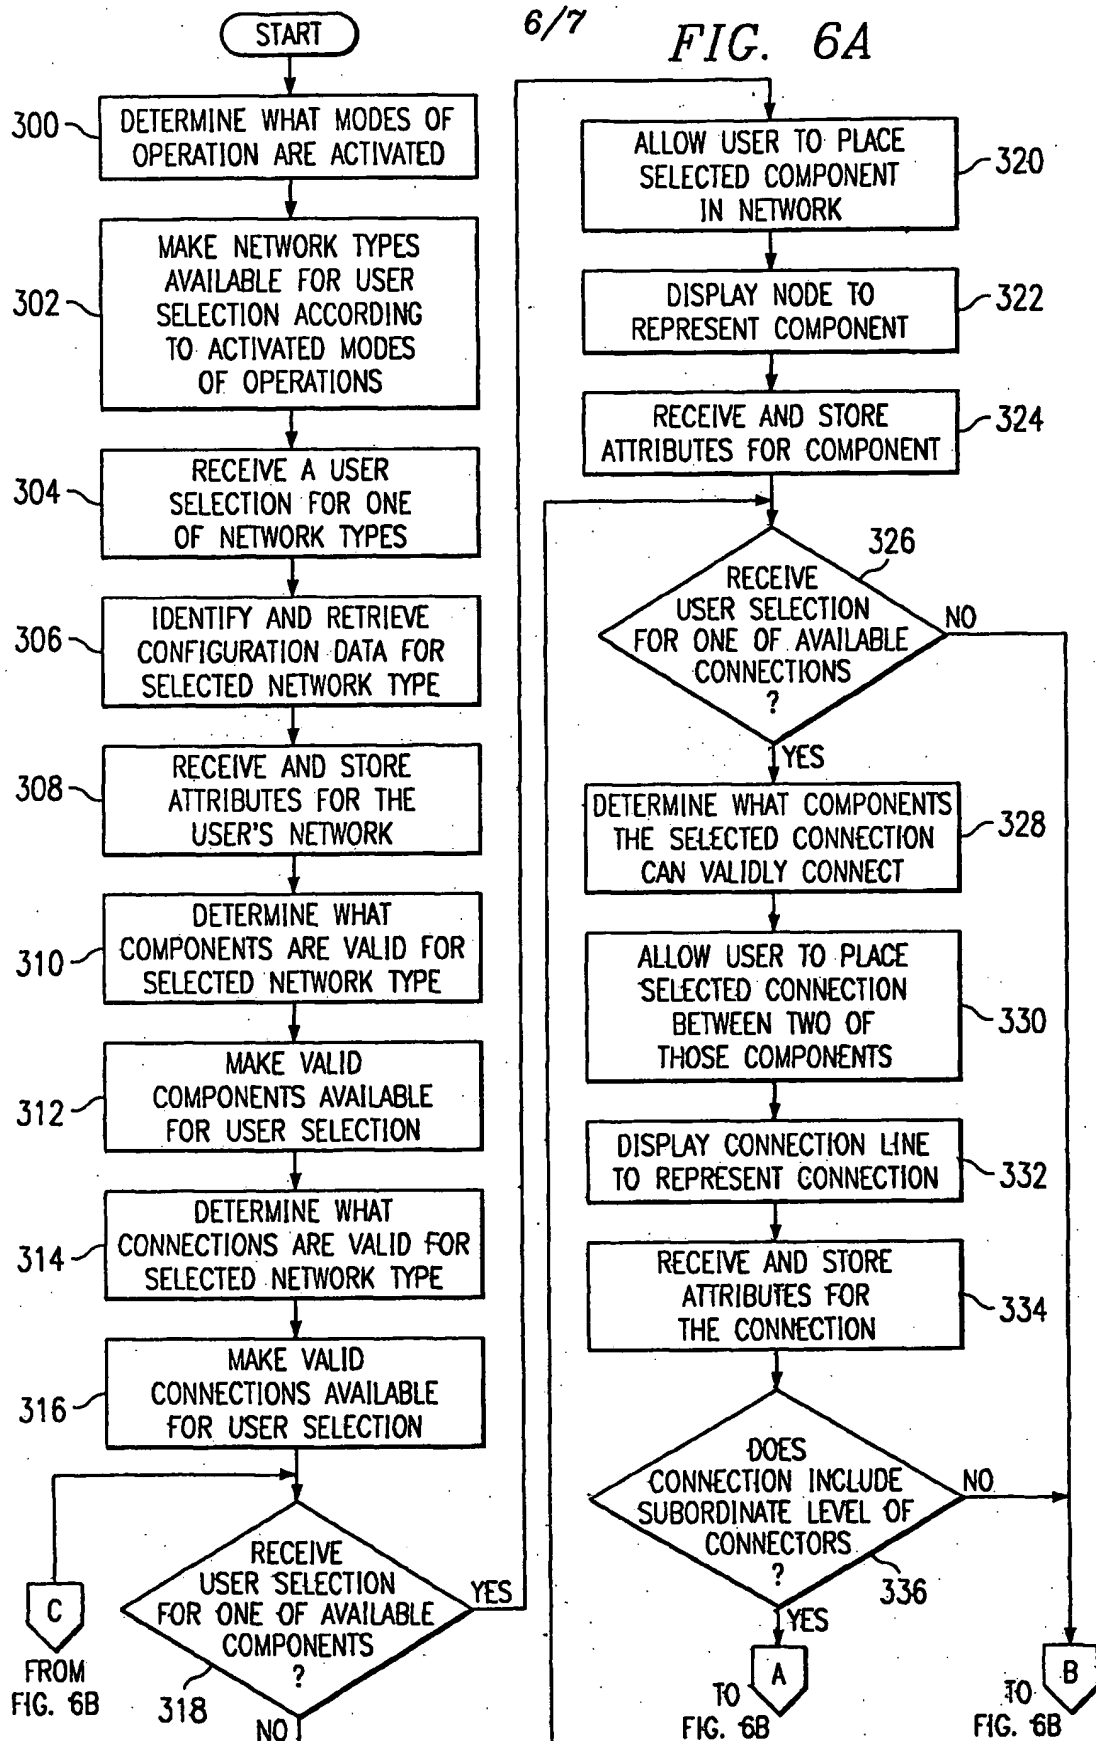 6/7
FIG. 6A
START
300
DETERMINE WHAT MODES OF
OPERATION ARE ACTIVATED
302
MAKE NETWORK TYPES
AVAILABLE FOR USER
SELECTION ACCORDING
TO ACTIVATED MODES
OF OPERATIONS
304
RECEIVE A USER
SELECTION FOR ONE
OF NETWORK TYPES
306
IDENTIFY AND RETRIEVE
CONFIGURATION DATA FOR
SELECTED NETWORK TYPE
308
RECEIVE AND STORE
ATTRIBUTES FOR THE
USER'S NETWORK
310
DETERMINE WHAT
COMPONENTS ARE VALID FOR
SELECTED NETWORK TYPE
312
MAKE VALID
COMPONENTS AVAILABLE
FOR USER SELECTION
314
DETERMINE WHAT
CONNECTIONS ARE VALID FOR
SELECTED NETWORK TYPE
316
MAKE VALID
CONNECTIONS AVAILABLE
FOR USER SELECTION
C
FROM
FIG. 6B
RECEIVE
USER SELECTION
FOR ONE OF AVAILABLE
COMPONENTS
?
318
YES
NO
ALLOW USER TO PLACE
SELECTED COMPONENT
IN NETWORK
320
DISPLAY NODE TO
REPRESENT COMPONENT
322
RECEIVE AND STORE
ATTRIBUTES FOR COMPONENT
324
RECEIVE
USER SELECTION
FOR ONE OF AVAILABLE
CONNECTIONS
?
326
NO
YES
DETERMINE WHAT COMPONENTS
THE SELECTED CONNECTION
CAN VALIDLY CONNECT
328
ALLOW USER TO PLACE
SELECTED CONNECTION
BETWEEN TWO OF
THOSE COMPONENTS
330
DISPLAY CONNECTION LINE
TO REPRESENT CONNECTION
332
RECEIVE AND STORE
ATTRIBUTES FOR
THE CONNECTION
334
DOES
CONNECTION INCLUDE
SUBORDINATE LEVEL OF
CONNECTORS
?
336
NO
YES
A
TO
FIG. 6B
B
TO
FIG. 6B